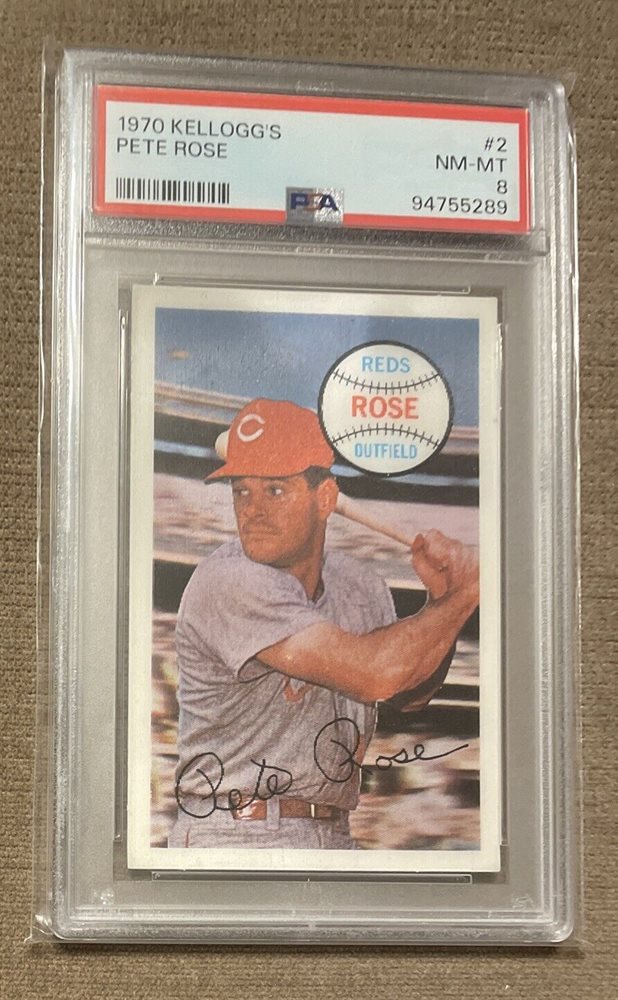 1970 KELLOGG'S
PETE ROSE
#2
NM-MT
8
94755289
PSA
C
REDS
ROSE
OUTFIELD
Pete Rose